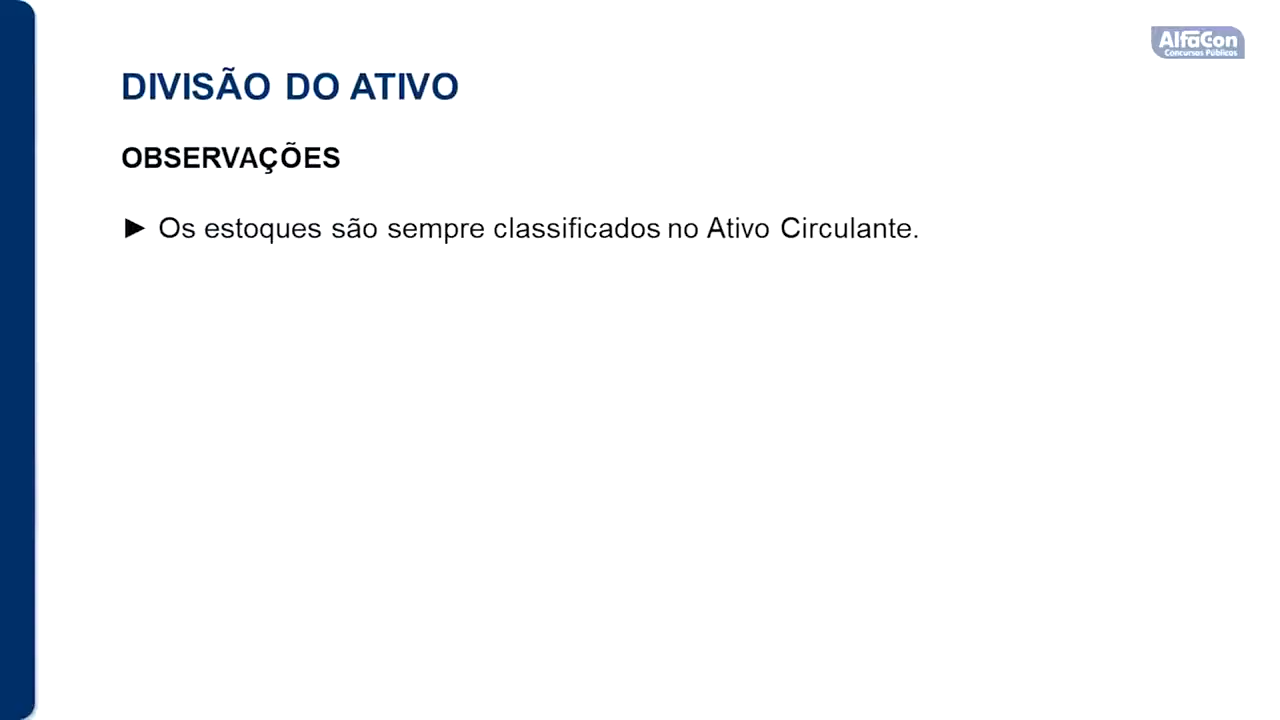 AlfaCon
Concursos Públicos
DIVISÃO DO ATIVO
OBSERVAÇÕES
► Os estoques são sempre classificados no Ativo Circulante.